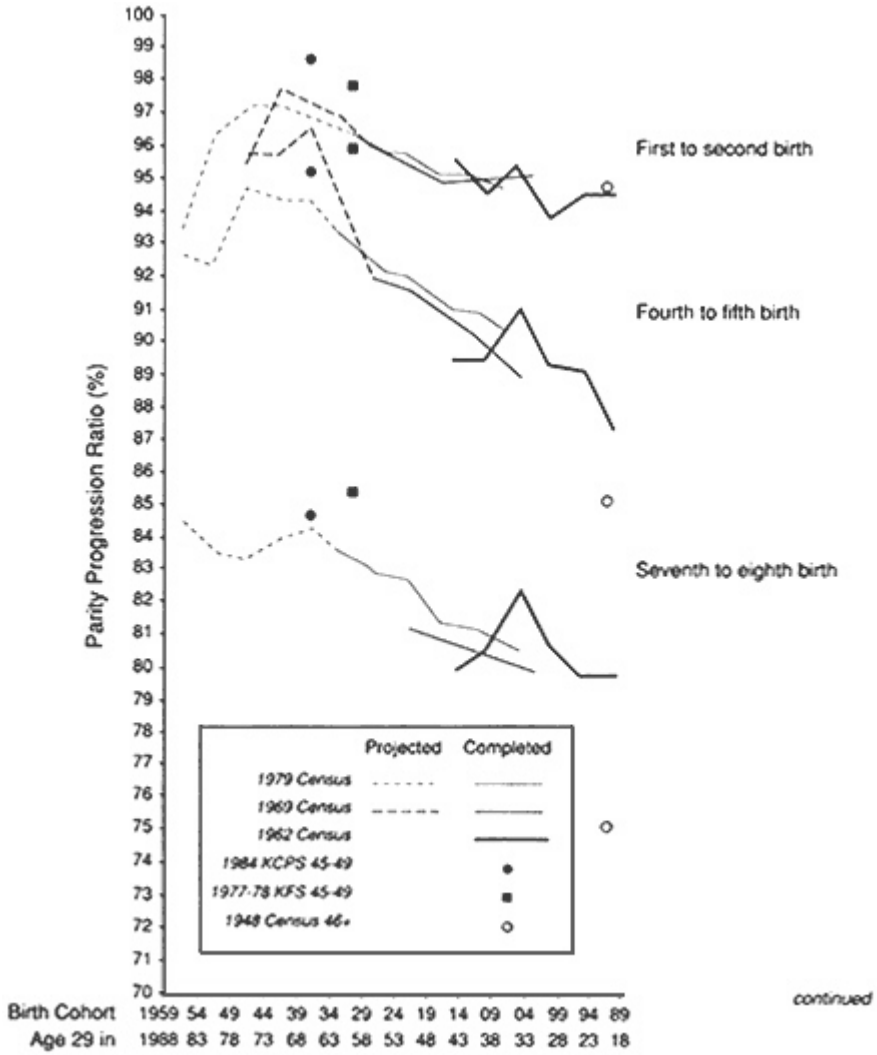 Parity Progression Ratio (%)
100
99
98
97
96
95
94
93
92
91
90
89
88
87
86
85
84
83
82
81
80
79
78
77
76
75
74
73
72
71
70
First to second birth
Fourth to fifth birth
Seventh to eighth birth
Projected Completed
1979 Census
1969 Census
1962 Census
1984 KCPS 45-49
1977-78 KFS 45-49
1948 Census 46+
continued
Birth Cohort 1959 54 49 44 39 34 29 24 19 14 09 04 99 94 89
Age 29 in 1988 83 78 73 68 63 58 53 48 43 38 33 28 23 18